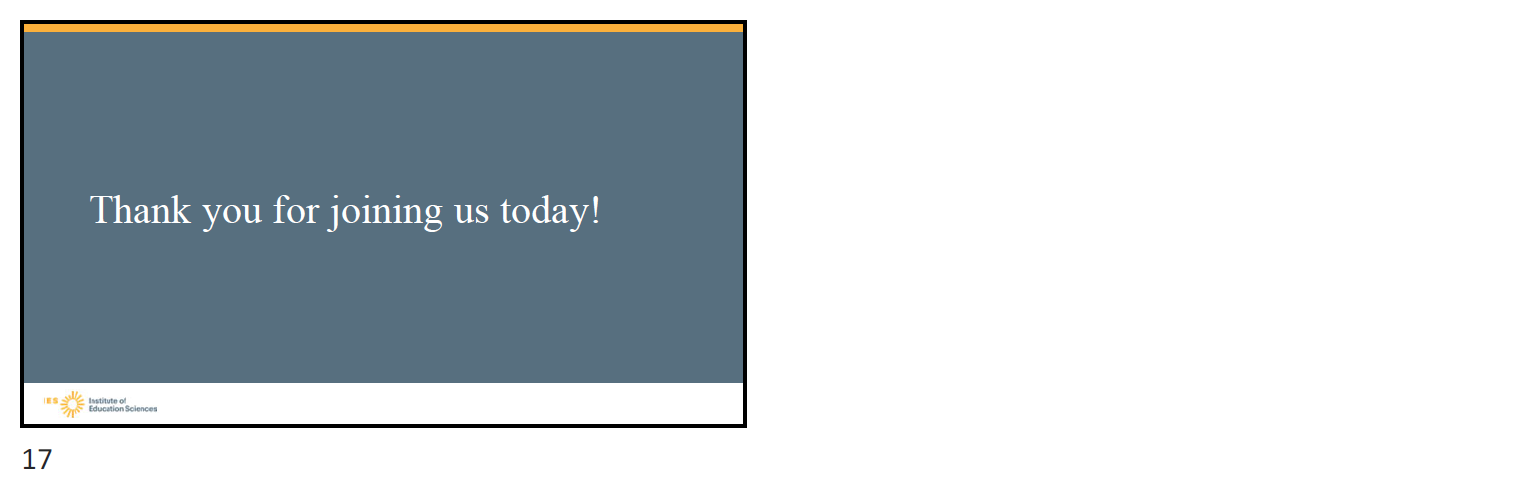 Thank you for joining us today!
IES
Institute of
Education Sciences
17